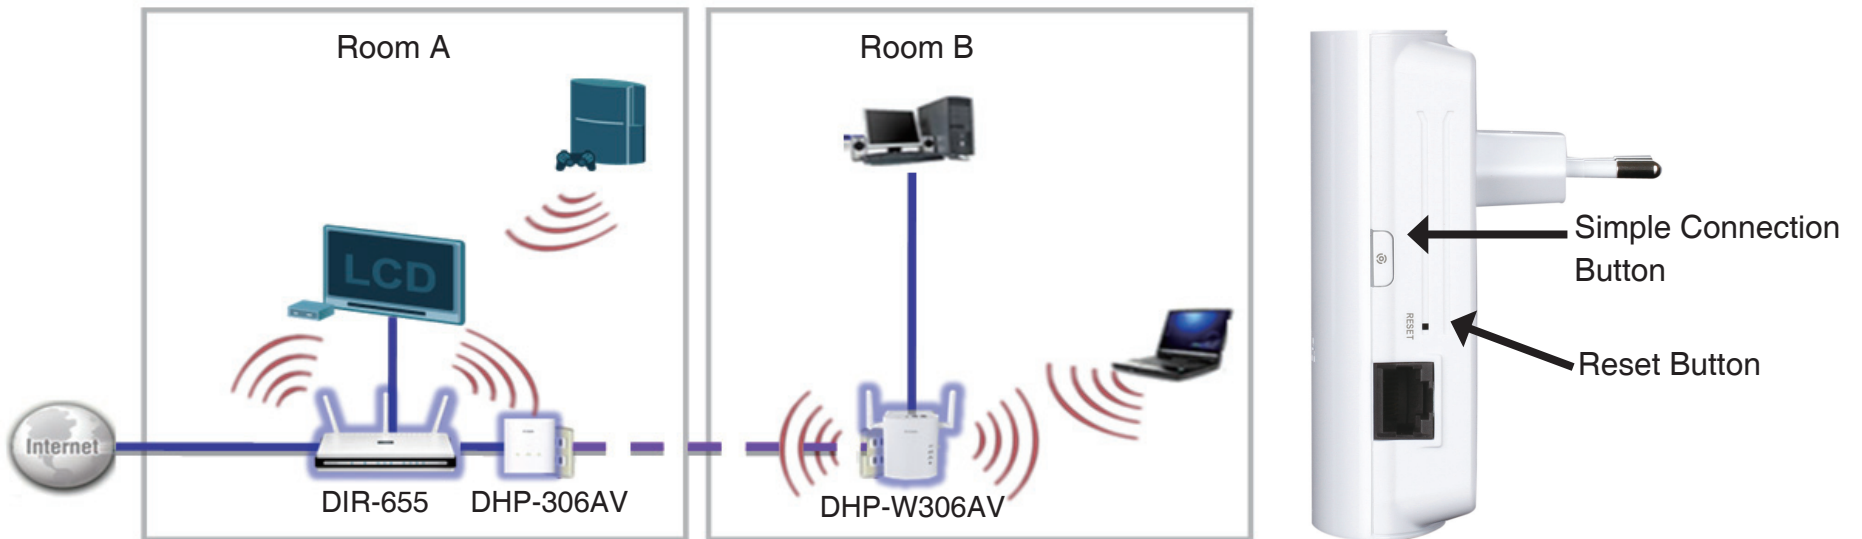 Room A
Room B
LCD
Internet
DIR-655
DHP-306AV
DHP-W306AV
Simple Connection
Button
RESET
Reset Button